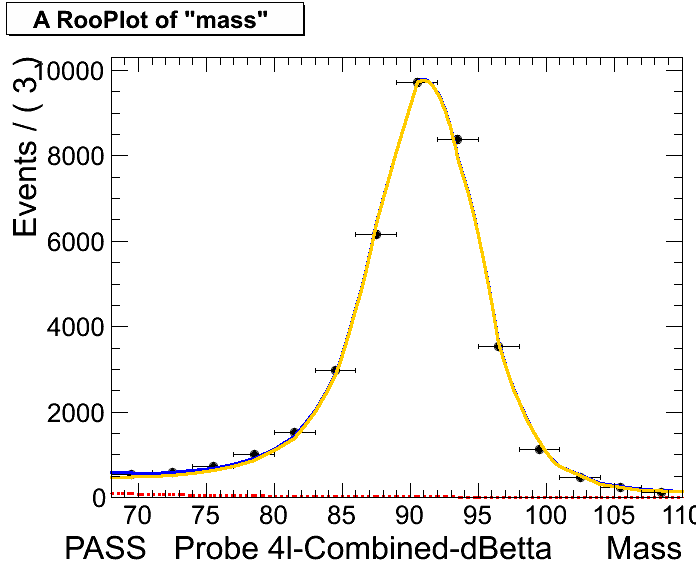 A RooPlot of "mass"
Events / ( 3 )
10000
8000
6000
4000
2000
0
70 75 80 85 90 95 100 105 110
PASS Probe 4l-Combined-dBetta Mass